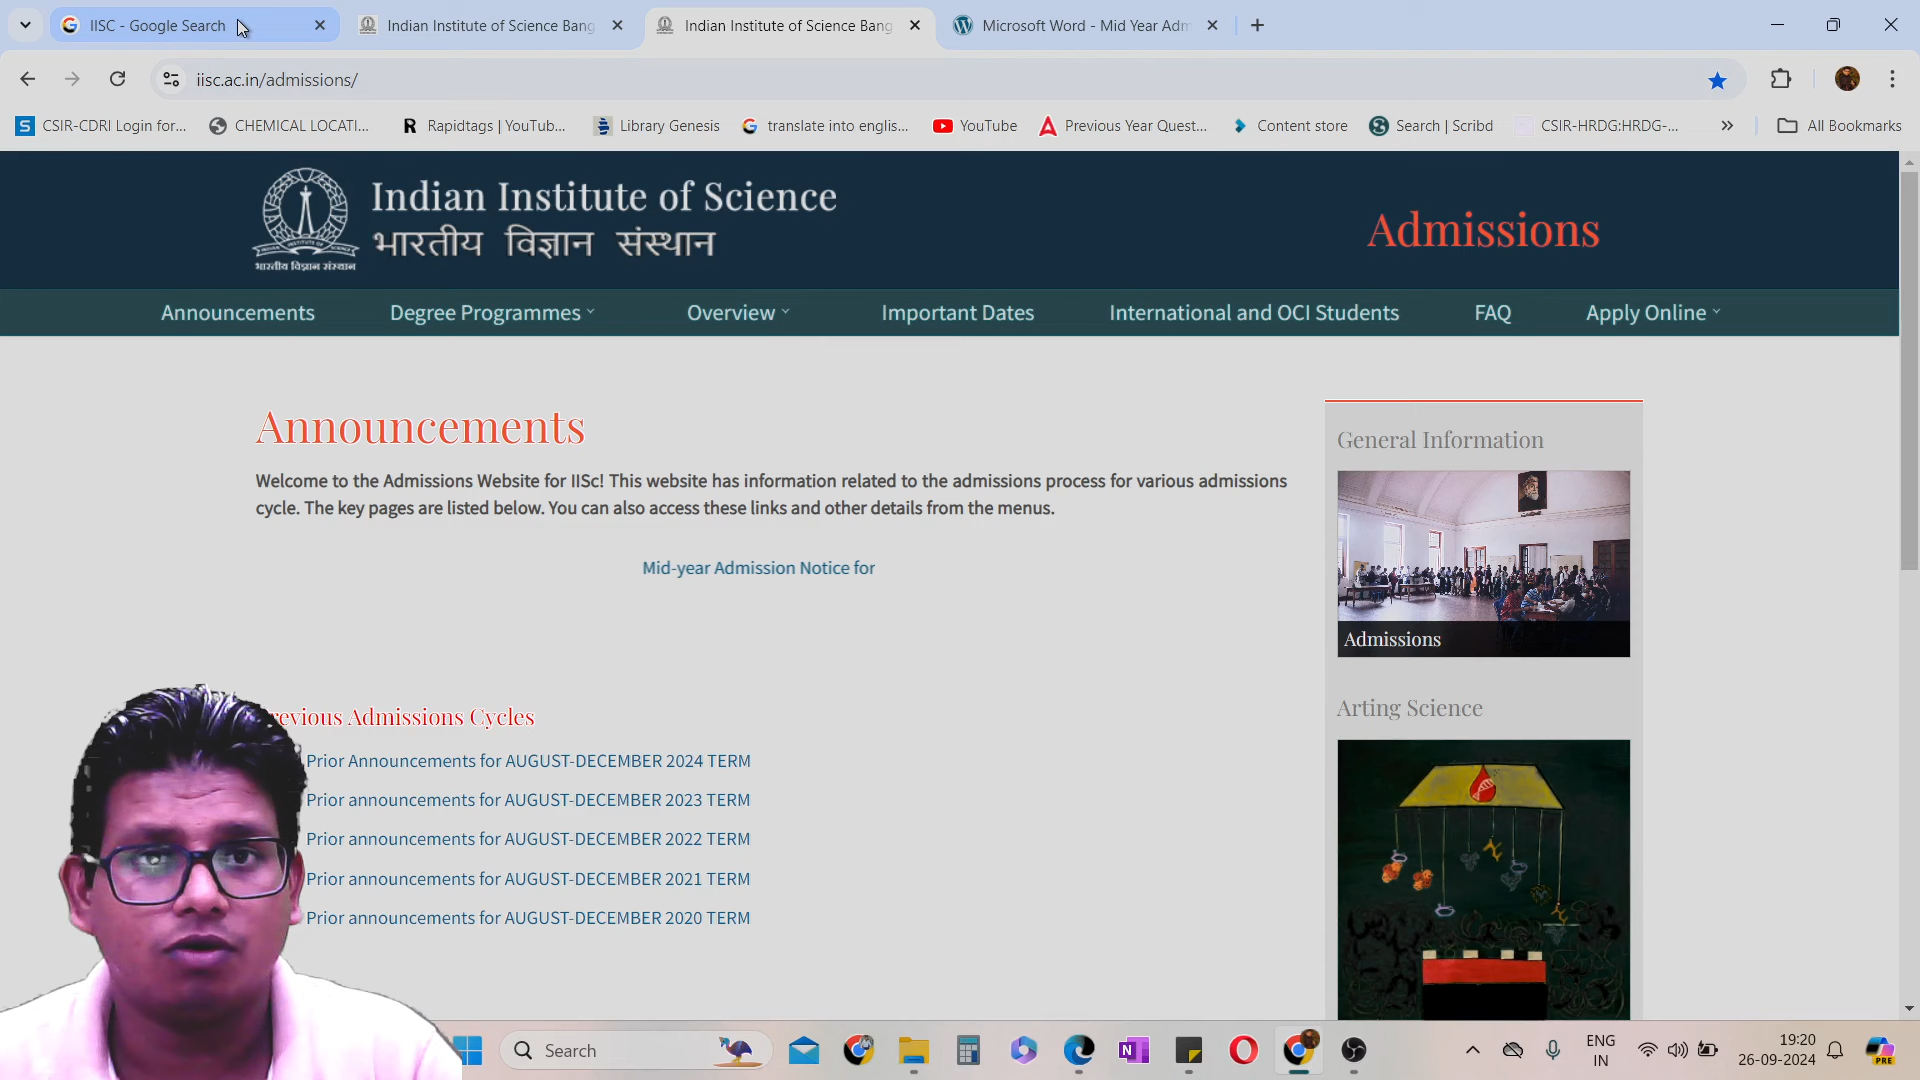 IISC - Google Search
Indian Institute of Science Bang
Indian Institute of Science Bang
Microsoft Word - Mid Year Adm
iisc.ac.in/admissions/
CSIR-CDRI Login for...
CHEMICAL LOCATI...
Rapidtags | YouTub...
Library Genesis
translate into englis...
YouTube
Previous Year Quest...
Content store
Search | Scribd
CSIR-HRDG:HRDG-...
All Bookmarks
Indian Institute of Science
भारतीय विज्ञान संस्थान
भारतीय विज्ञान संस्थान
Admissions
Announcements
Degree Programmes
Overview
Important Dates
International and OCI Students
FAQ
Apply Online
Announcements
Welcome to the Admissions Website for IISc! This website has information related to the admissions process for various admissions
cycle. The key pages are listed below. You can also access these links and other details from the menus.
Mid-year Admission Notice for
revious Admissions Cycles
Prior Announcements for AUGUST-DECEMBER 2024 TERM
Prior announcements for AUGUST-DECEMBER 2023 TERM
Prior announcements for AUGUST-DECEMBER 2022 TERM
Prior announcements for AUGUST-DECEMBER 2021 TERM
Prior announcements for AUGUST-DECEMBER 2020 TERM
General Information
Admissions
Arting Science
Search
ENG
IN
19:20
26-09-2024
PRE